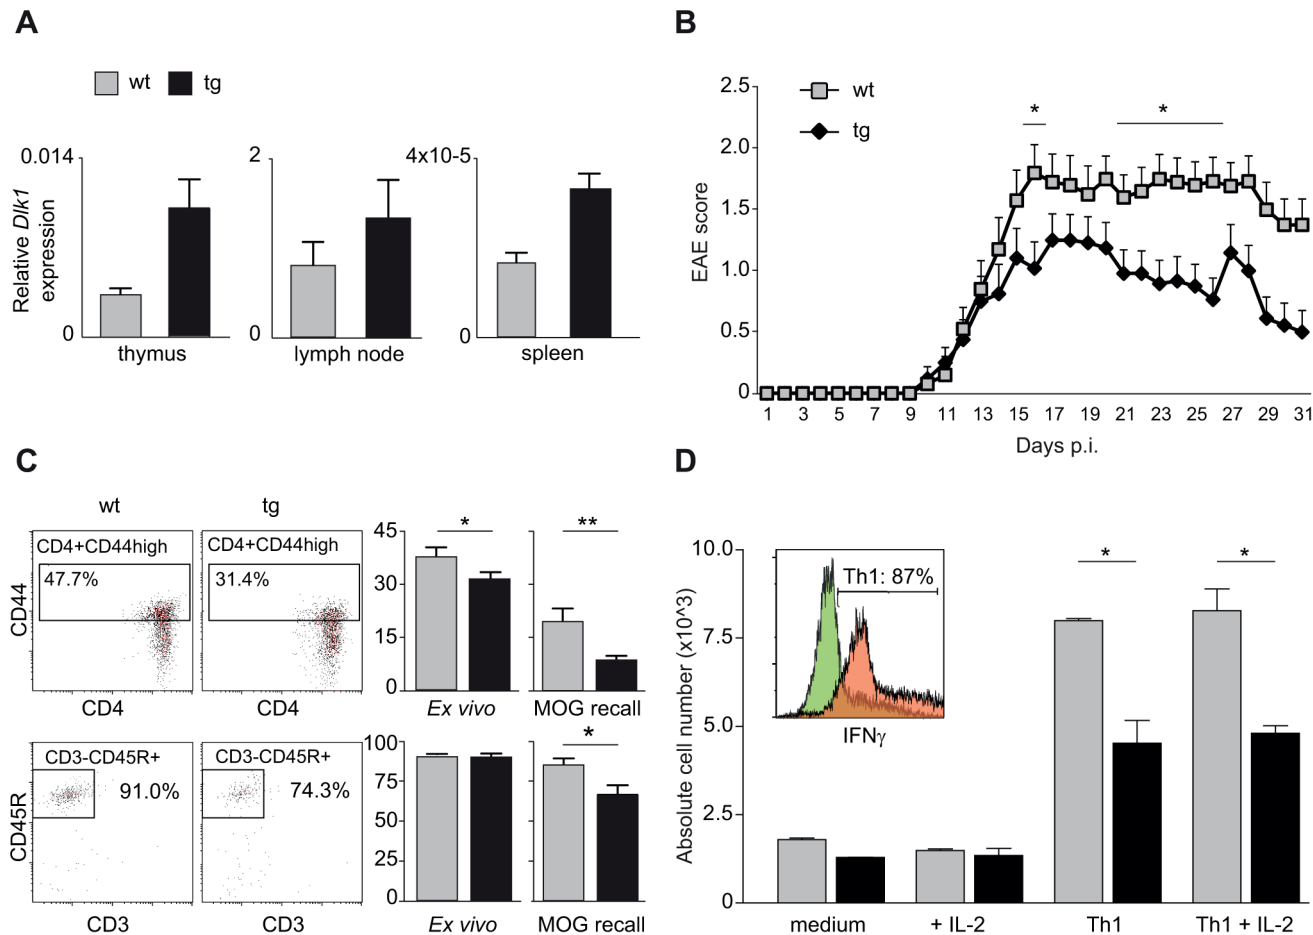 A
wt
tg
Relative Dlk1
expression
0.014
0
thymus
2
0
lymph node
4x10-5
0
spleen
B
wt
tg
*
*
EAE score
2.5
2.0
1.5
1.0
0.5
0
1 3 5 7 9 11 13 15 17 19 21 23 25 27 29 31
Days p.i.
C
wt
tg
CD4+CD44high
47.7%
CD44
CD4
CD4+CD44high
31.4%
CD4
45
30
15
0
*
**
Ex vivo
MOG recall
CD3-CD45R+
91.0%
CD45R
CD3
CD3-CD45R+
74.3%
CD3
100
75
50
25
0
*
Ex vivo
MOG recall
D
Absolute cell number (x10^3)
10.0
7.5
5.0
2.5
0
Th1: 87%
IFNγ
*
*
medium
+ IL-2
Th1
Th1 + IL-2